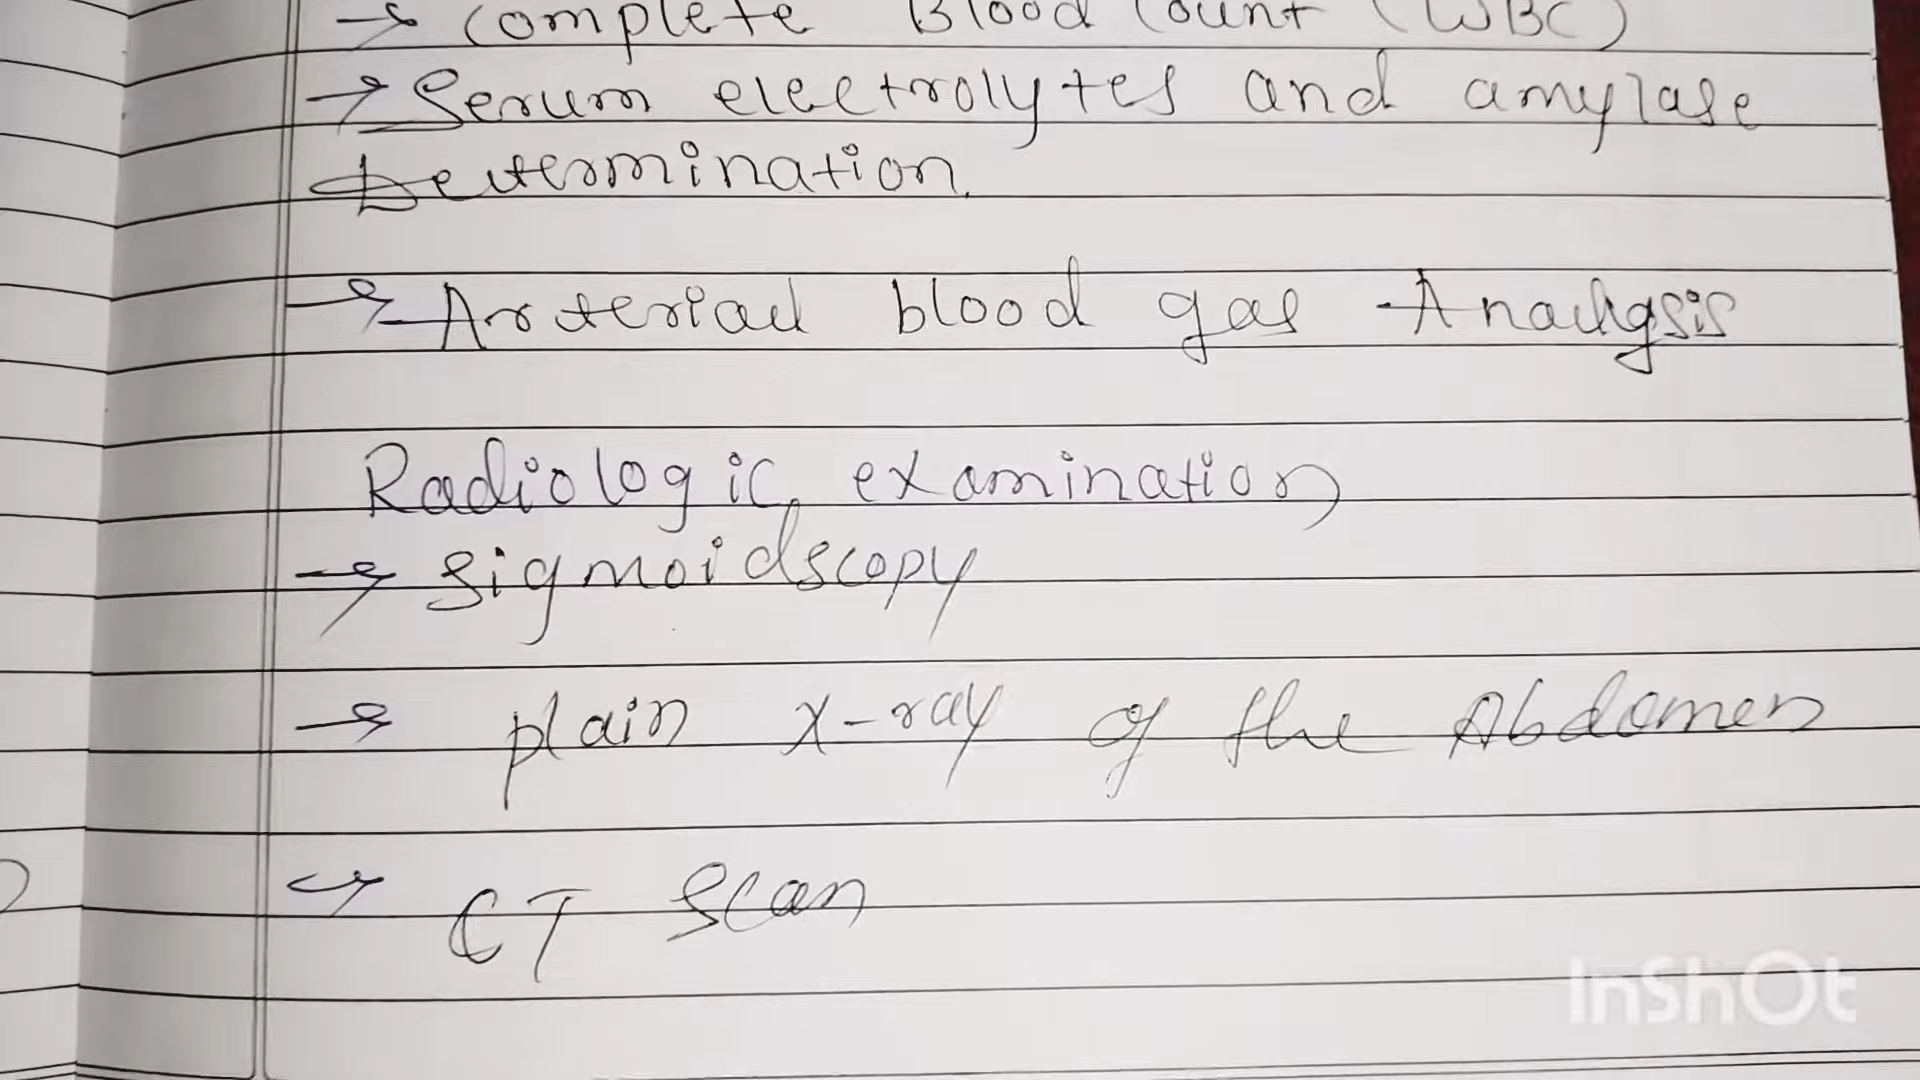 → Complete Blood Count (WBC)
→ Serum electrolytes and amylase
Determination.
→ Arterial blood gas Analysis
Radiologic examination
→ Sigmoidscopy
→ plain X-ray of the Abdomen
→ CT Scan
InShOt